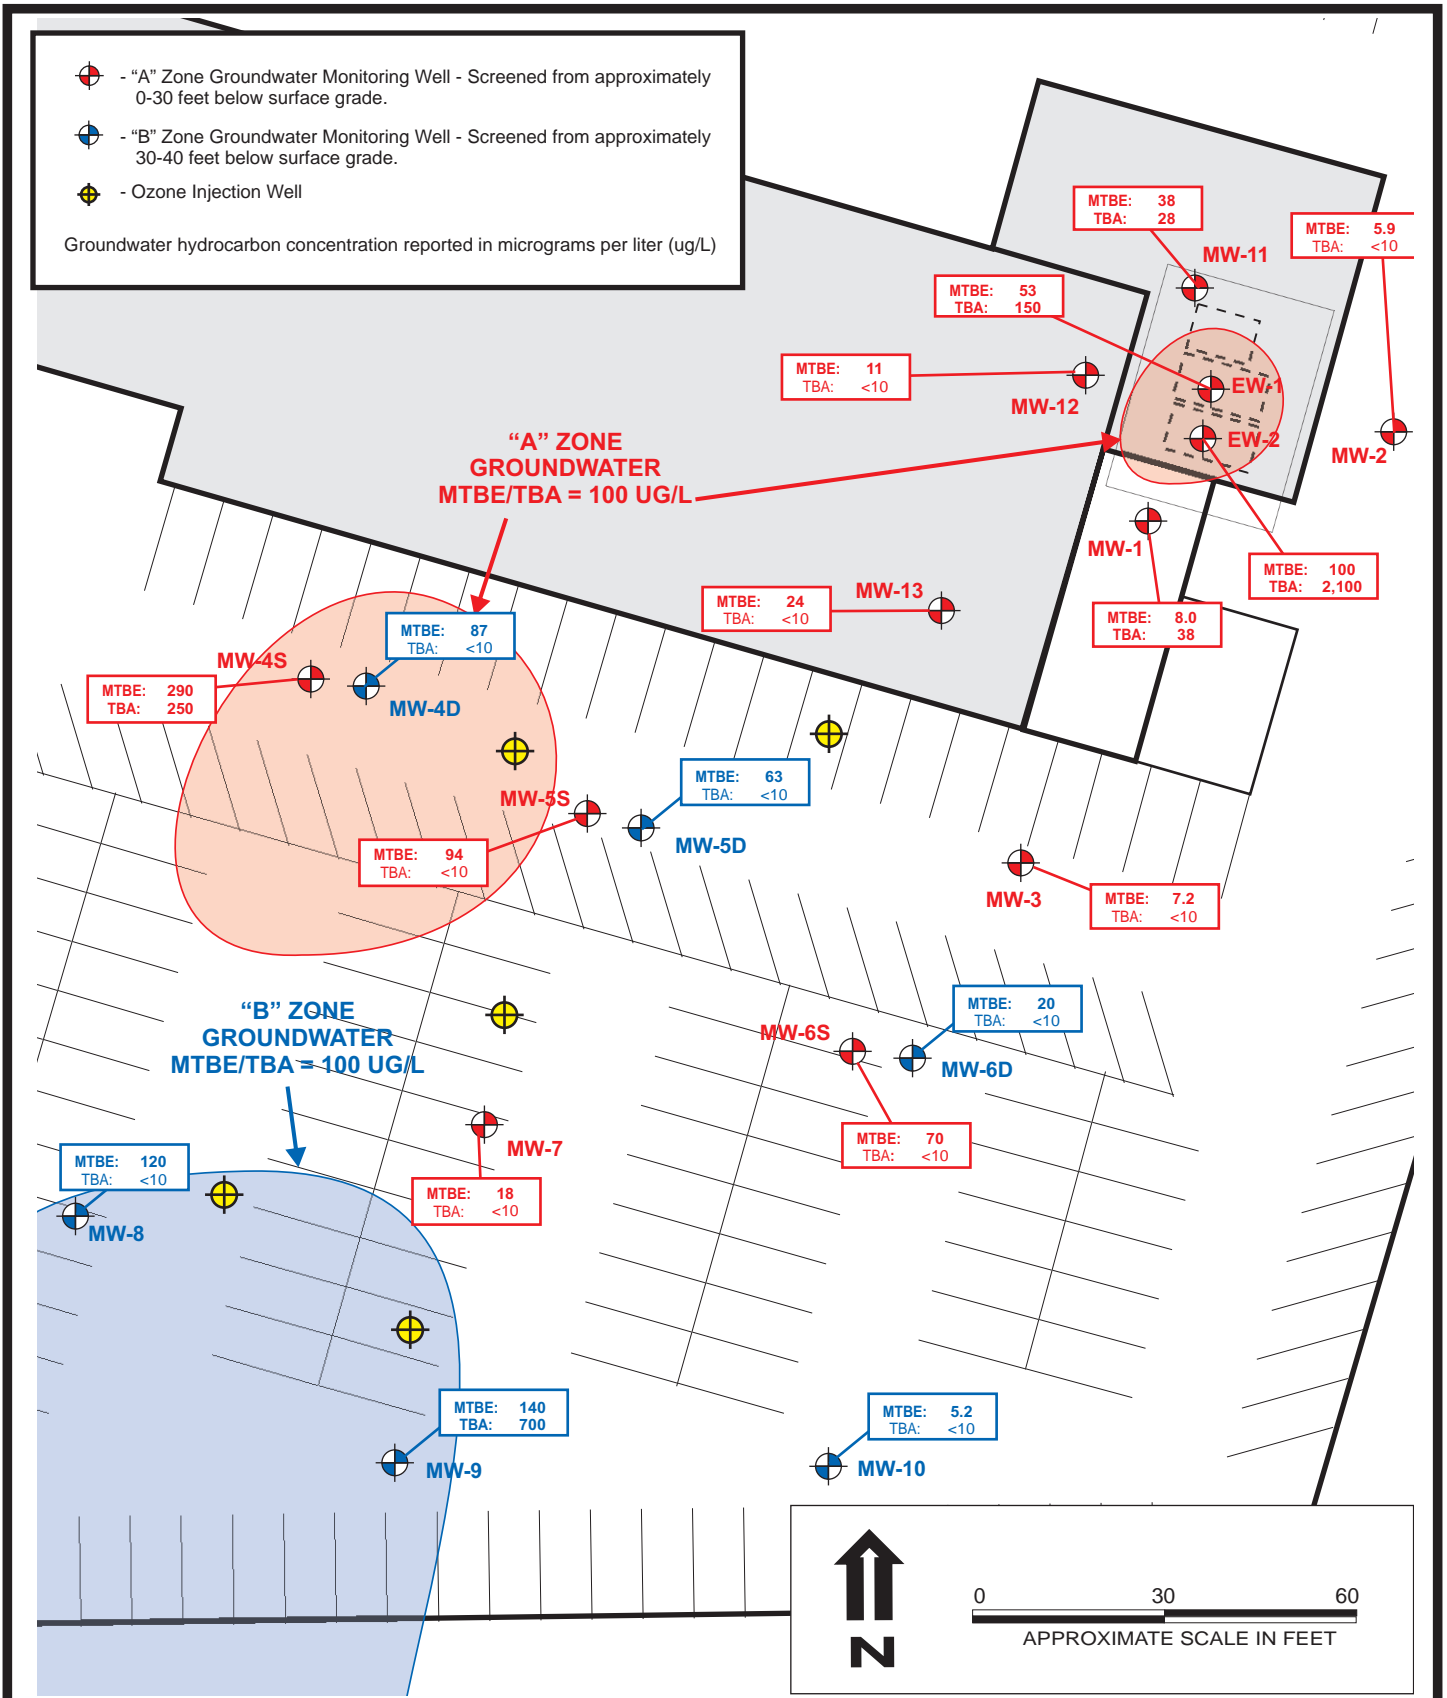 - “A” Zone Groundwater Monitoring Well - Screened from approximately
0-30 feet below surface grade.
- “B” Zone Groundwater Monitoring Well - Screened from approximately
30-40 feet below surface grade.
- Ozone Injection Well
Groundwater hydrocarbon concentration reported in micrograms per liter (ug/L)
MTBE: 38
TBA: 28
MW-11
MTBE: 5.9
TBA: <10
MW-2
MTBE: 53
TBA: 150
EW-1
MTBE: 11
TBA: <10
MW-12
EW-2
MTBE: 100
TBA: 2,100
“A” ZONE
GROUNDWATER
MTBE/TBA = 100 UG/L
MW-1
MTBE: 8.0
TBA: 38
MTBE: 24
TBA: <10
MW-13
MTBE: 87
TBA: <10
MW-4D
MW-4S
MTBE: 290
TBA: 250
MTBE: 63
TBA: <10
MW-5D
MW-5S
MTBE: 94
TBA: <10
MW-3
MTBE: 7.2
TBA: <10
“B” ZONE
GROUNDWATER
MTBE/TBA = 100 UG/L
MTBE: 20
TBA: <10
MW-6D
MW-6S
MTBE: 70
TBA: <10
MW-7
MTBE: 18
TBA: <10
MTBE: 120
TBA: <10
MW-8
MTBE: 140
TBA: 700
MW-9
MTBE: 5.2
TBA: <10
MW-10
N
0 30 60
APPROXIMATE SCALE IN FEET